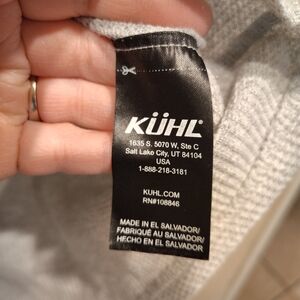 KÜHL®
1635 S. 5070 W, Ste C
Salt Lake City, UT 84104
USA
1-888-218-3181
KUHL.COM
RN#108846
MADE IN EL SALVADOR/
FABRIQUÉ AU SALVADOR/
HECHO EN EL SALVADOR